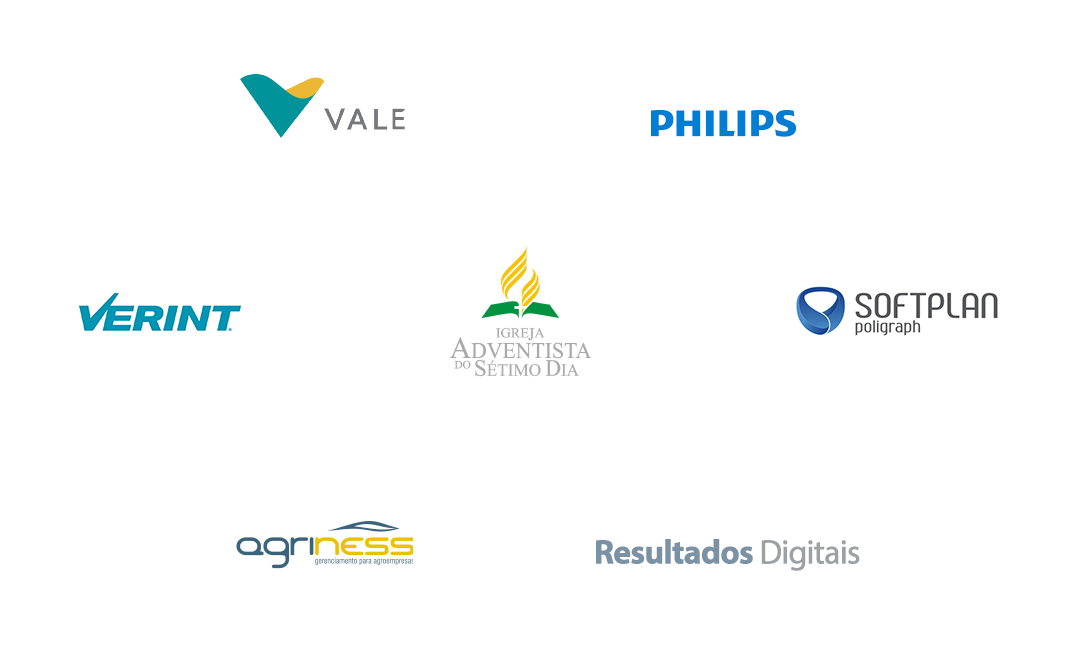 VALE
PHILIPS
VERINT
IGREJA
ADVENTISTA
DO SÉTIMO DIA
SOFTPLAN
poligraph
agriness
gerenciamento para agroempresas
Resultados Digitais